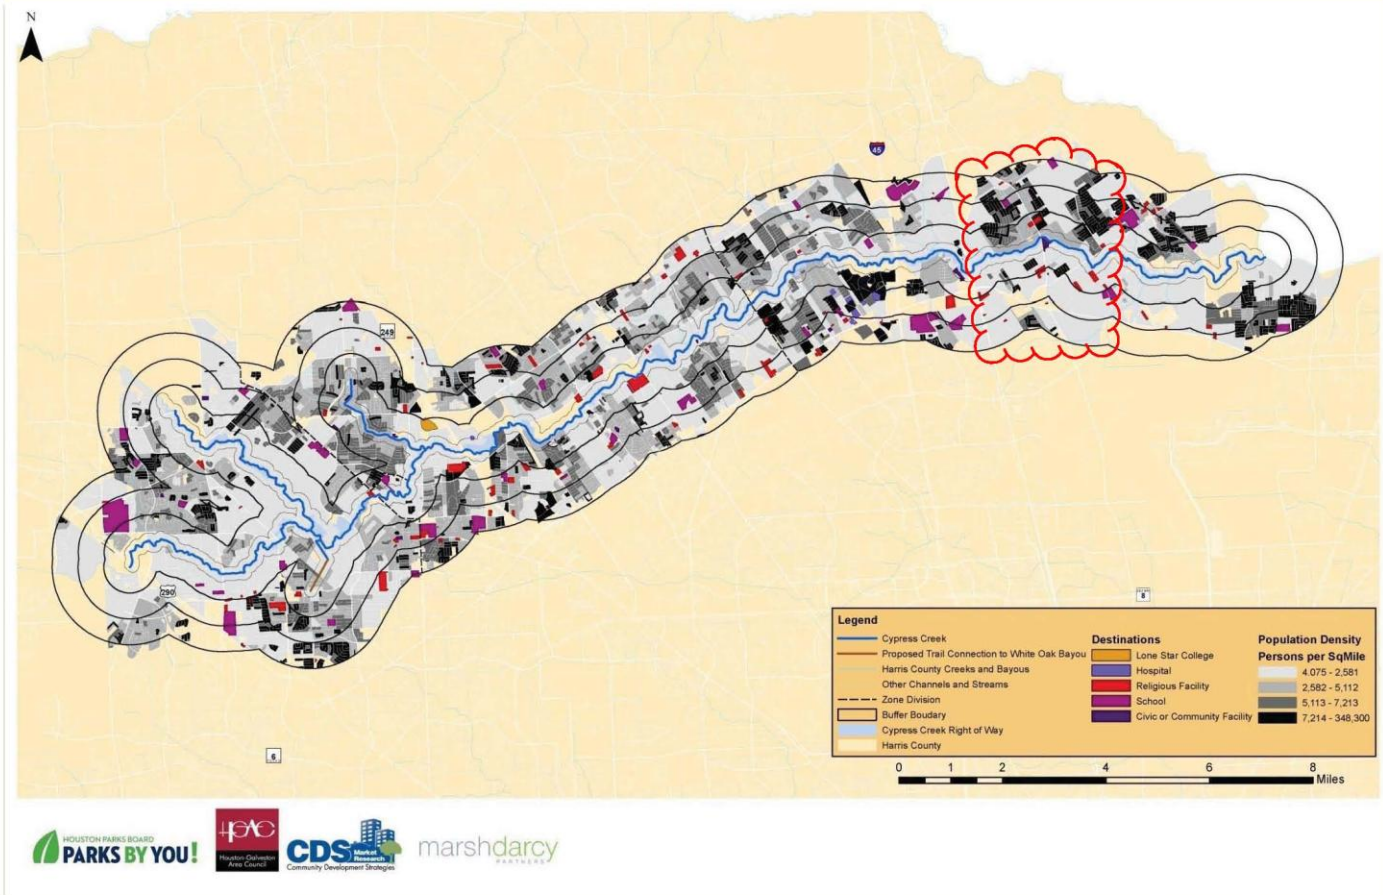 N
45
249
290
8
6
Legend
Cypress Creek
Proposed Trail Connection to White Oak Bayou
Harris County Creeks and Bayous
Other Channels and Streams
Zone Division
Buffer Boudary
Cypress Creek Right of Way
Harris County
Destinations
Lone Star College
Hospital
Religious Facility
School
Civic or Community Facility
Population Density
Persons per SqMile
4.075 - 2,581
2,582 - 5,112
5,113 - 7,213
7,214 - 348,300
0 1 2 4 6 8
Miles
HOUSTON PARKS BOARD
PARKS BY YOU!
Houston-Galveston
Area Council
CDS
Market
Research
Community Development Strategies
marshdarcy
PARTNERS